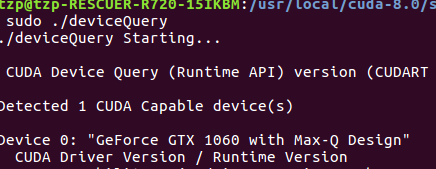 tzp@tzp-RESCUER-R720-15IKBM:/usr/local/cuda-8.0/s
sudo ./deviceQuery
./deviceQuery Starting...
CUDA Device Query (Runtime API) version (CUDART
Detected 1 CUDA Capable device(s)
Device 0: "GeForce GTX 1060 with Max-Q Design"
CUDA Driver Version / Runtime Version